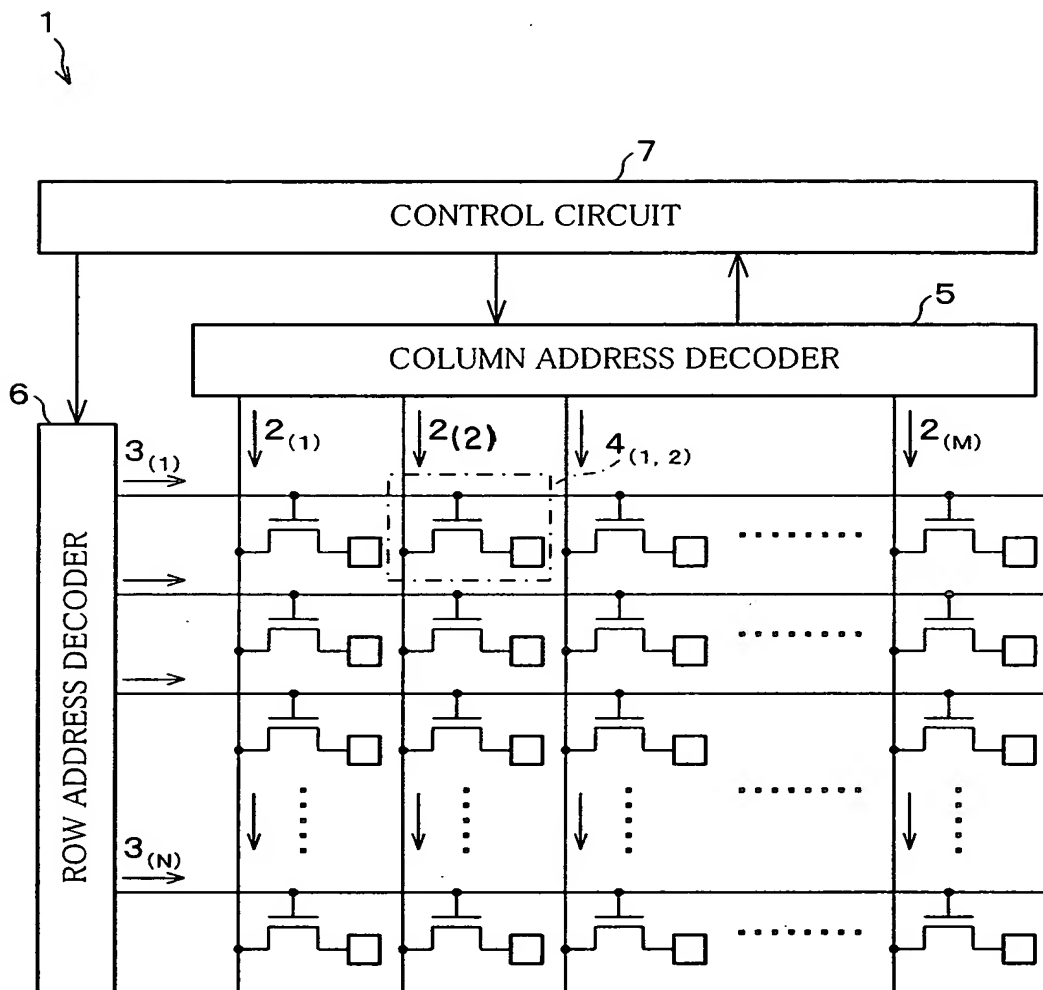 1
7
CONTROL CIRCUIT
5
COLUMN ADDRESS DECODER
6
ROW ADDRESS DECODER
2(1)
2(2)
4(1, 2)
2(M)
3(1)
3(N)